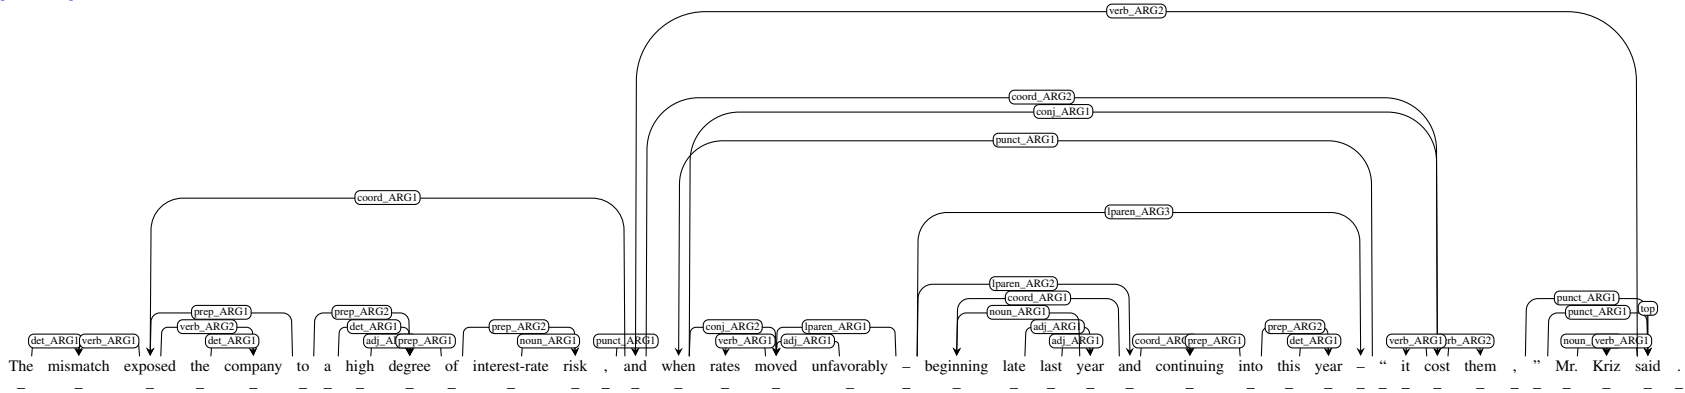 verb_ARG2
coord_ARG2
conj_ARG1
punct_ARG1
coord_ARG1
lparen_ARG3
lparen_ARG2
coord_ARG1 punct_ARG1
prep_ARG1 prep_ARG2 noun_ARG1 punct_ARG1 top
verb_ARG2 det_ARG1 prep_ARG2 conj_ARG2 lparen_ARG1 adj_ARG1 prep_ARG2
det_ARG1 verb_ARG1 det_ARG1 prep_ARG1 noun_ARG1 punct_ARG1 verb_ARG1 adj_ARG1 adj_ARG1 prep_ARG1 det_ARG1 verb_ARG1 verb_ARG1
The mismatch exposed the company to a high degree of interest-rate risk , and when rates moved unfavorably – beginning late last year and continuing into this year – “ it cost them , ” Mr. Kriz said .
_ _ _ _ _ _ _ _ _ _ _ _ _ _ _ _ _ _ _ _ _ _ _ _ _ _ _ _ _ _ _ _ _ _ _ _ _ _ _